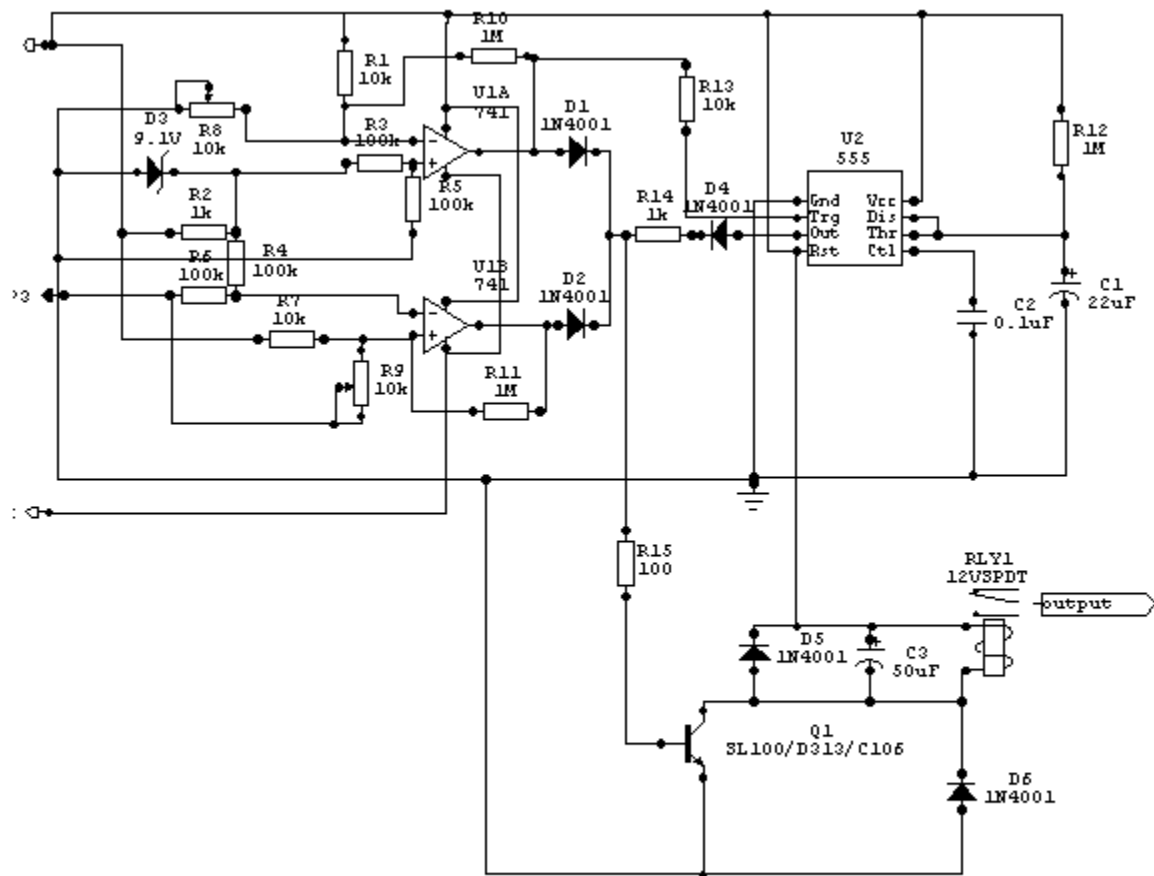 R10
1M
R1
10k
U1A
741
R13
10k
D3
9.1V
R8
10k
R3
100k
D1
1N4001
U2
555
R12
1M
R5
100k
R2
1k
R14
1k
D4
1N4001
Gnd
Trg
Out
Rst
Vcc
Dis
Thr
Ctl
R6
100k
R4
100k
U1B
741
R7
10k
D2
1N4001
C2
0.1uF
C1
22uF
R9
10k
R11
1M
R15
100
RLY1
12VSPDT
output
D5
1N4001
C3
50uF
Q1
SL100/D313/C106
D6
1N4001